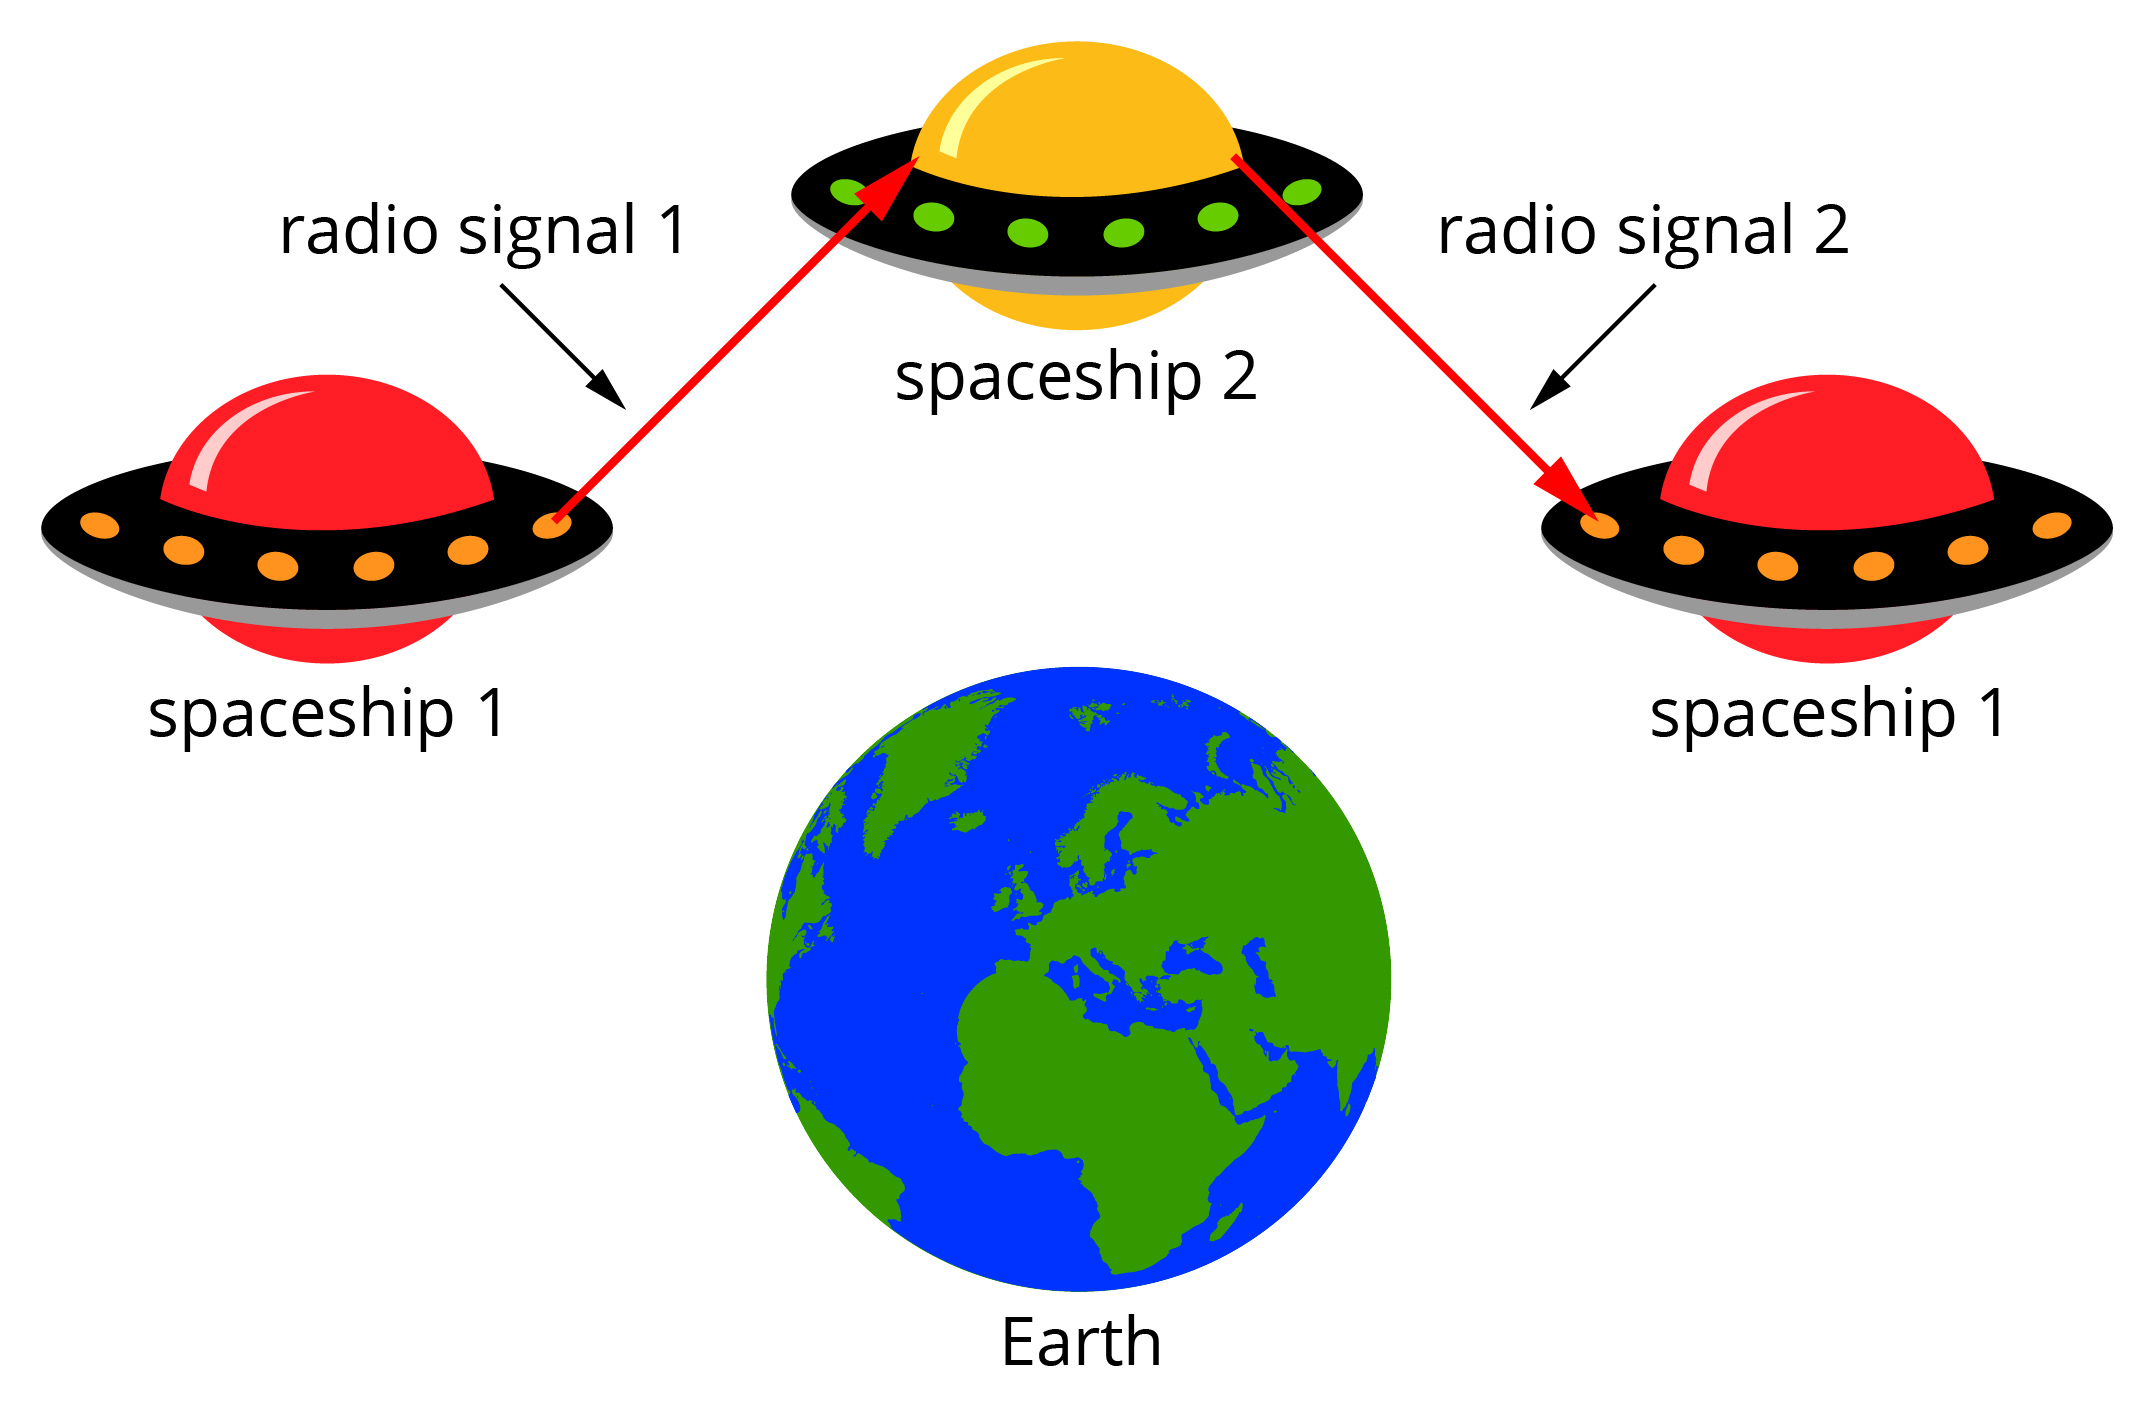 radio signal 1
radio signal 2
spaceship 2
spaceship 1
spaceship 1
Earth